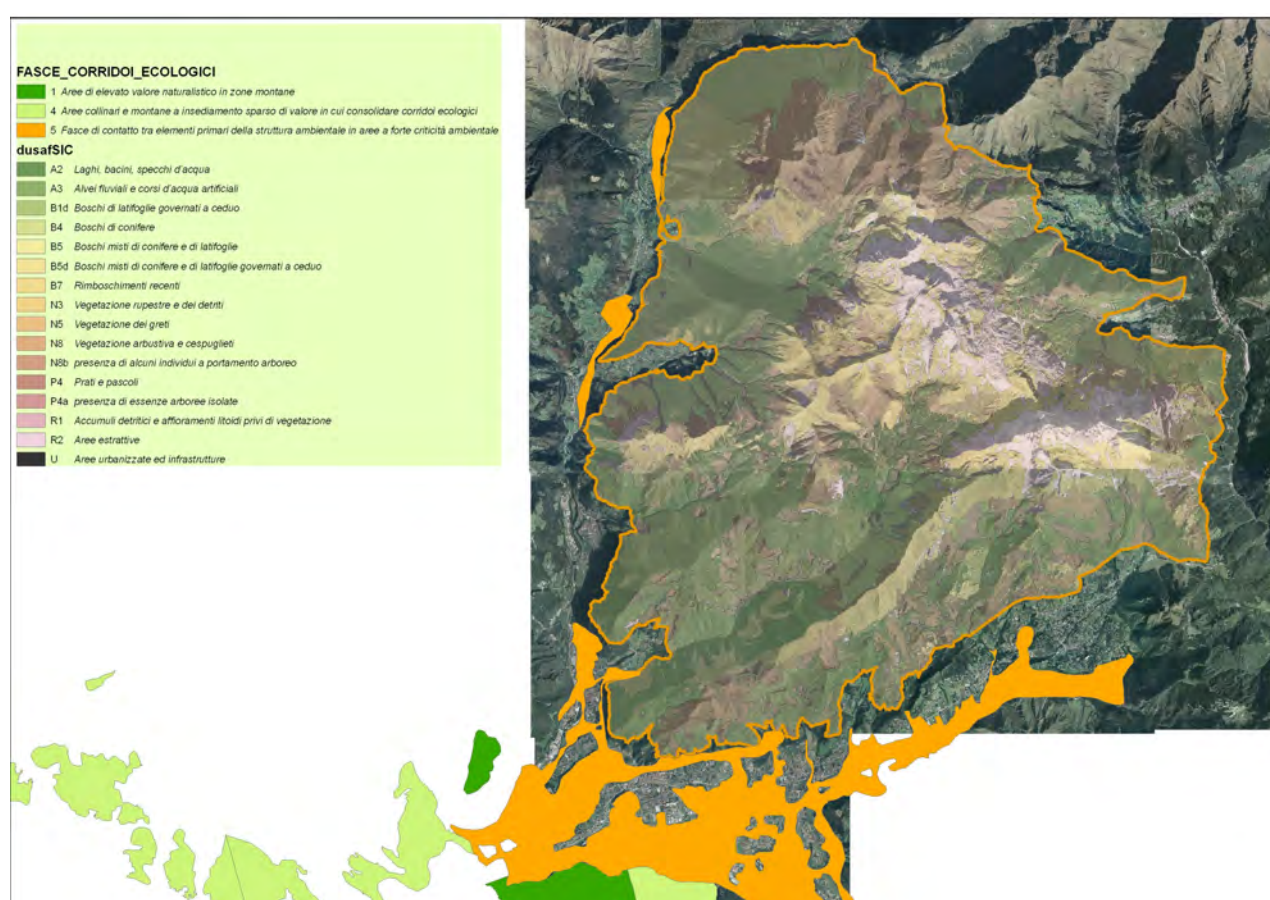 FASCE_CORRIDOI_ECOLOGICI
1 Aree di elevato valore naturalistico in zone montane
4 Aree collinari e montane a insediamento sparso di valore in cui consolidare corridoi ecologici
5 Fasce di contatto tra elementi primari della struttura ambientale in aree a forte criticità ambientale
dusafSIC
A2 Laghi, bacini, specchi d'acqua
A3 Alvei fluviali e corsi d'acqua artificiali
B1d Boschi di latifoglie governati a ceduo
B4 Boschi di conifere
B5 Boschi misti di conifere e di latifoglie
B5d Boschi misti di conifere e di latifoglie governati a ceduo
B7 Rimboschimenti recenti
N3 Vegetazione rupestre e dei detriti
N5 Vegetazione dei greti
N8 Vegetazione arbustiva e cespuglieti
N8b presenza di alcuni individui a portamento arboreo
P4 Prati e pascoli
P4a presenza di essenze arboree isolate
R1 Accumuli detritici e affioramenti litoidi privi di vegetazione
R2 Aree estrattive
U Aree urbanizzate ed infrastrutture